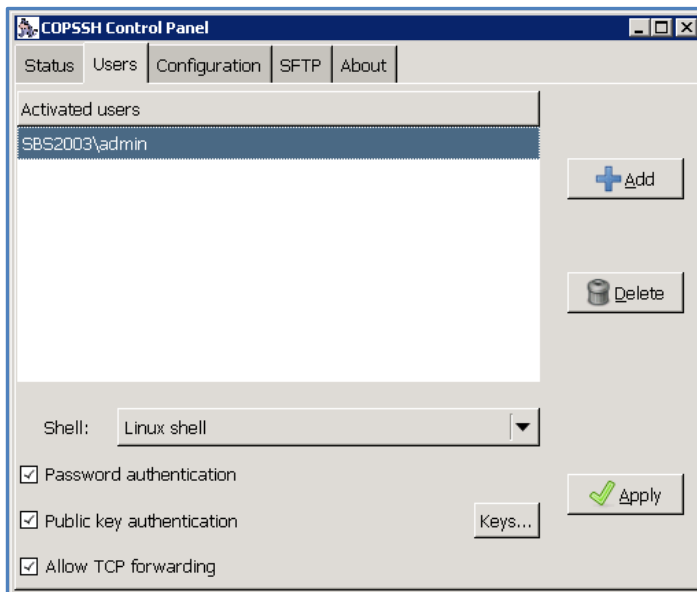 COPSSH Control Panel
Status Users Configuration SFTP About
Activated users
SBS2003\admin
Add
Delete
Shell: Linux shell
Password authentication
Apply
Public key authentication Keys...
Allow TCP forwarding